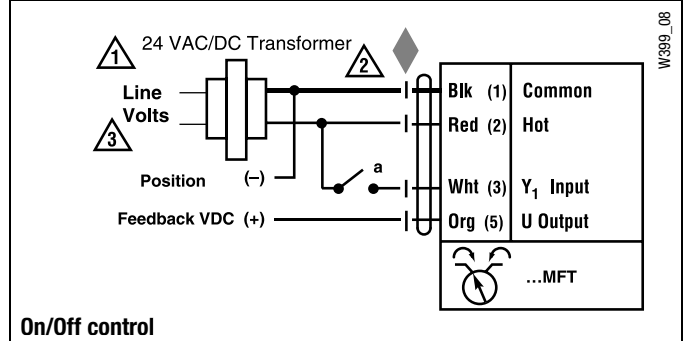 W399_08
1 24 VAC/DC Transformer
2
Line
Volts
3
Blk (1) Common
Red (2) Hot
a
Position (–)
Wht (3) Y1 Input
Feedback VDC (+)
Org (5) U Output
...MFT
On/Off control